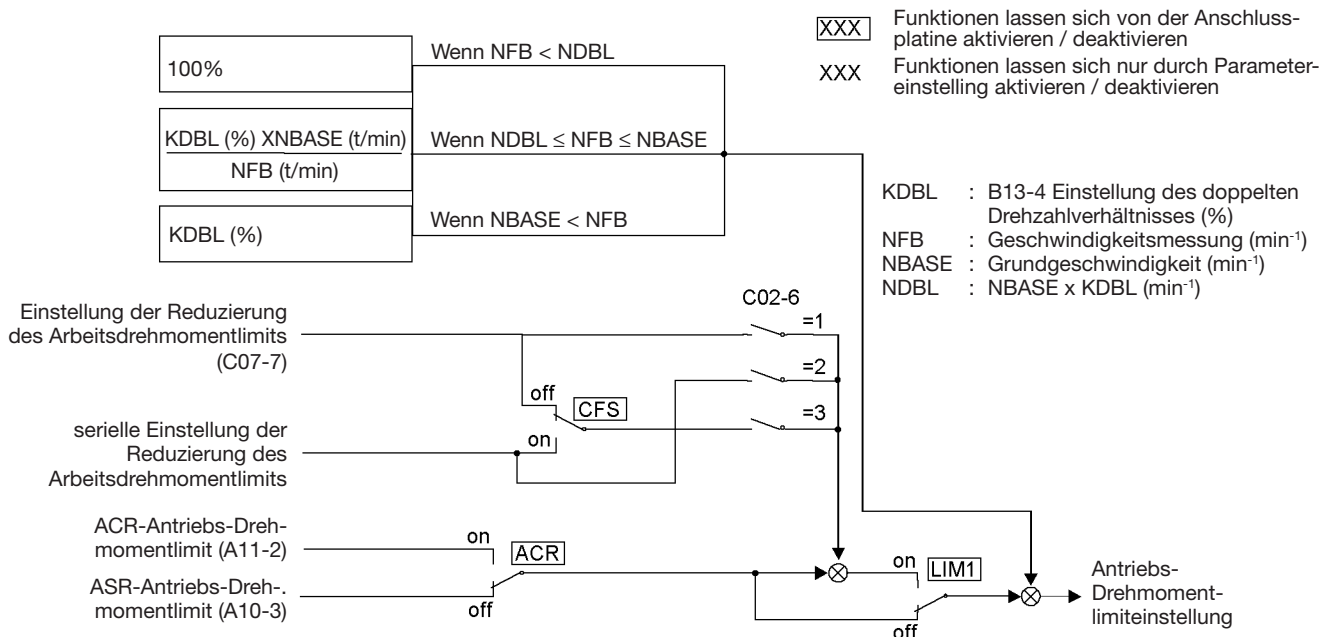 XXX Funktionen lassen sich von der Anschluss-
platine aktivieren / deaktivieren
XXX Funktionen lassen sich nur durch Parameter-
einstelling aktivieren / deaktivieren
100%
Wenn NFB < NDBL
KDBL (%) XNBASE (t/min)
NFB (t/min)
Wenn NDBL ≤ NFB ≤ NBASE
KDBL (%)
Wenn NBASE < NFB
KDBL : B13-4 Einstellung des doppelten
Drehzahlverhältnisses (%)
NFB : Geschwindigkeitsmessung (min⁻¹)
NBASE : Grundgeschwindigkeit (min⁻¹)
NDBL : NBASE x KDBL (min⁻¹)
Einstellung der Reduzierung
des Arbeitsdrehmomentlimits
(C07-7)
C02-6
=1
=2
=3
off
CFS
on
serielle Einstellung der
Reduzierung des
Arbeitsdrehmomentlimits
ACR-Antriebs-Dreh-
momentlimit (A11-2)
on
ACR
ASR-Antriebs-Dreh-.
momentlimit (A10-3)
off
on
LIM1
off
Antriebs-
Drehmoment-
limiteinstellung